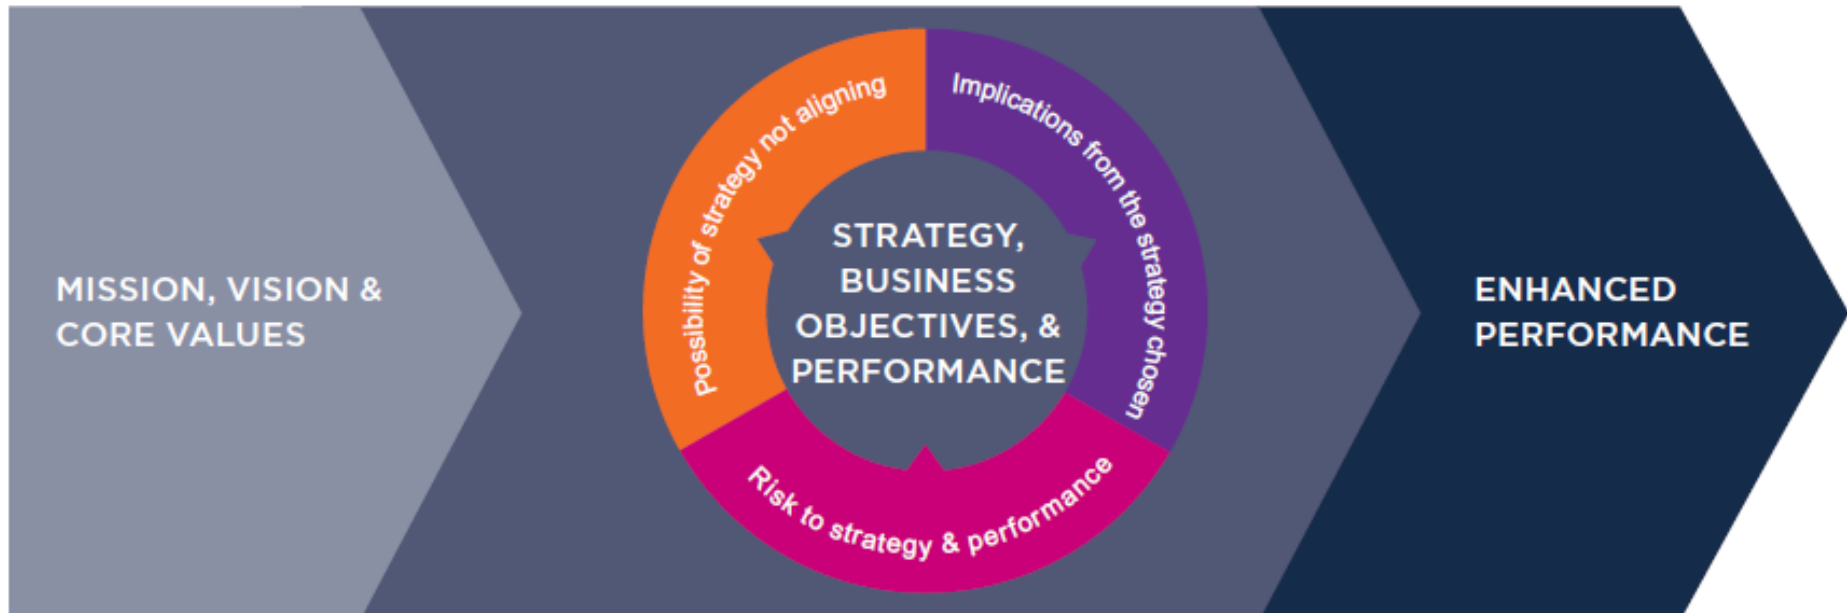 MISSION, VISION &
CORE VALUES
Possibility of strategy not aligning
Implications from the strategy chosen
Risk to strategy & performance
STRATEGY,
BUSINESS
OBJECTIVES, &
PERFORMANCE
ENHANCED
PERFORMANCE